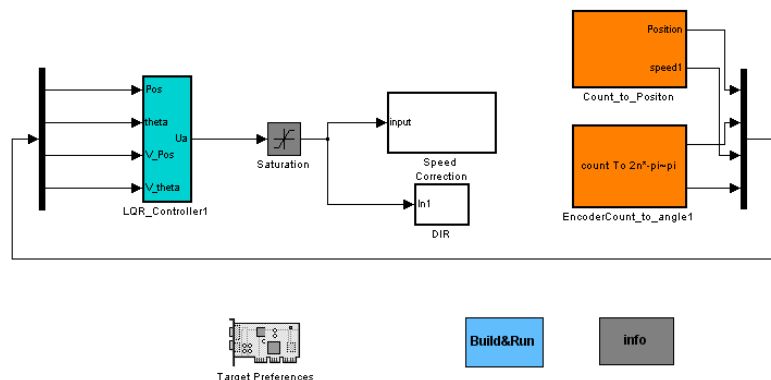 Position
speed1
Count_to_Positon
Pos
theta
V_Pos
V_theta
Ua
LQR_Controller1
Saturation
input
Speed
Correction
In1
DIR
count To 2n*-pi~pi
EncoderCount_to_angle1
Target Preferences
Build&Run
info